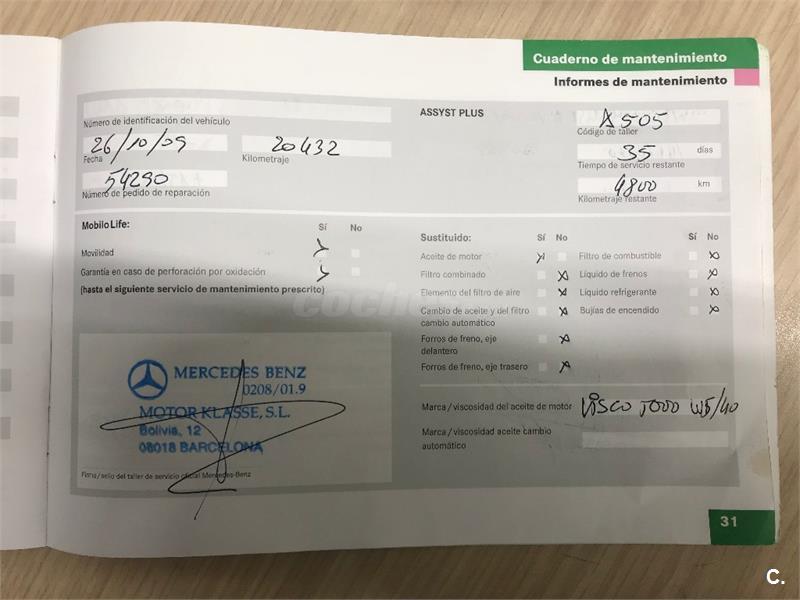 Cuaderno de mantenimiento
Informes de mantenimiento
Número de identificación del vehículo
ASSYST PLUS
A505
Código de taller
26/10/09
Fecha
20432
Kilometraje
35 días
Tiempo de servicio restante
54290
Número de pedido de reparación
4800 km
Kilometraje restante
MobiloLife:
Sí No
Movilidad
Garantía en caso de perforación por oxidación
(hasta el siguiente servicio de mantenimiento prescrito)
Sustituido:
Sí No
Sí No
Aceite de motor
Filtro de combustible
Filtro combinado
Líquido de frenos
Elemento del filtro de aire
Líquido refrigerante
Cambio de aceite y del filtro
cambio automático
Bujías de encendido
Forros de freno, eje
delantero
Forros de freno, eje trasero
MERCEDES BENZ
0208/01.9
MOTOR KLASSE, S.L.
Bolivia, 12
08018 BARCELONA
Firma/sello del taller de servicio oficial Mercedes-Benz
Marca/viscosidad del aceite de motor
VISCO 7000 W5/40
Marca/viscosidad aceite cambio
automático
31
C.